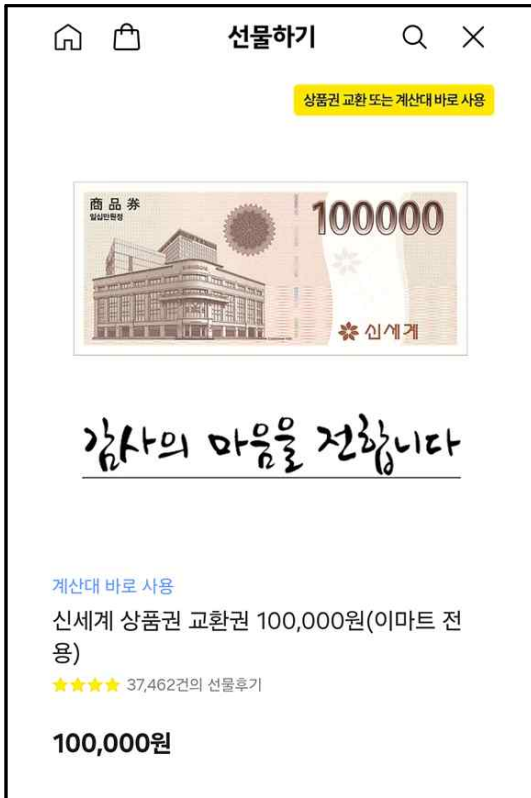 선물하기
상품권 교환 또는 계산대 바로 사용
商品券
일십만원정
100000
신세계
감사의 마음을 전합니다
계산대 바로 사용
신세계 상품권 교환권 100,000원(이마트 전
용)
37,462건의 선물후기
100,000원